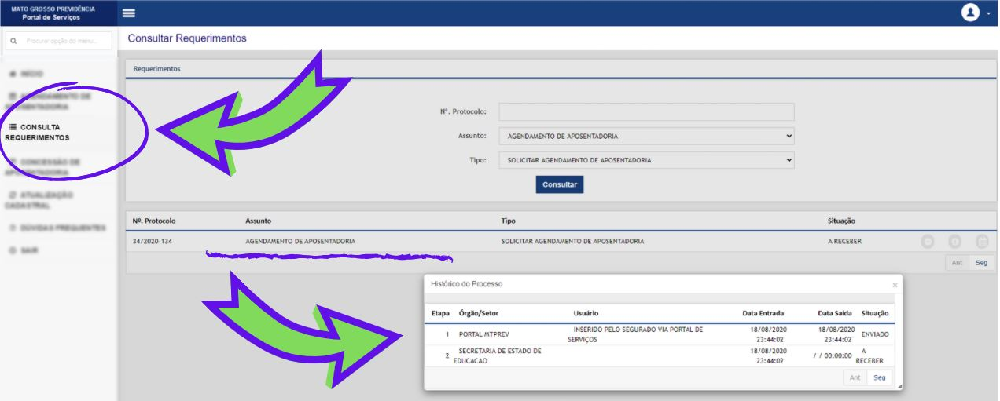 MATO GROSSO PREVIDÊNCIA
Portal de Serviços
Procurar opção do menu...
Consultar Requerimentos
INÍCIO
AGENDAMENTO DE
APOSENTADORIA
CONSULTA
REQUERIMENTOS
CONCESSÃO DE
APOSENTADORIA
ATUALIZAÇÃO
CADASTRAL
DÚVIDAS FREQUENTES
SAIR
Requerimentos
Nº. Protocolo:
Assunto: AGENDAMENTO DE APOSENTADORIA
Tipo: SOLICITAR AGENDAMENTO DE APOSENTADORIA
Consultar
Nº. Protocolo Assunto Tipo Situação
34/2020-134 AGENDAMENTO DE APOSENTADORIA SOLICITAR AGENDAMENTO DE APOSENTADORIA A RECEBER
Ant Seg
Histórico do Processo ×
Etapa Órgão/Setor Usuário Data Entrada Data Saída Situação
1 PORTAL MTPREV INSERIDO PELO SEGURADO VIA PORTAL DE SERVIÇOS 18/08/2020 23:44:02 18/08/2020 23:44:02 ENVIADO
2 SECRETARIA DE ESTADO DE EDUCACAO 18/08/2020 23:44:02 / / 00:00:00 A RECEBER
Ant Seg